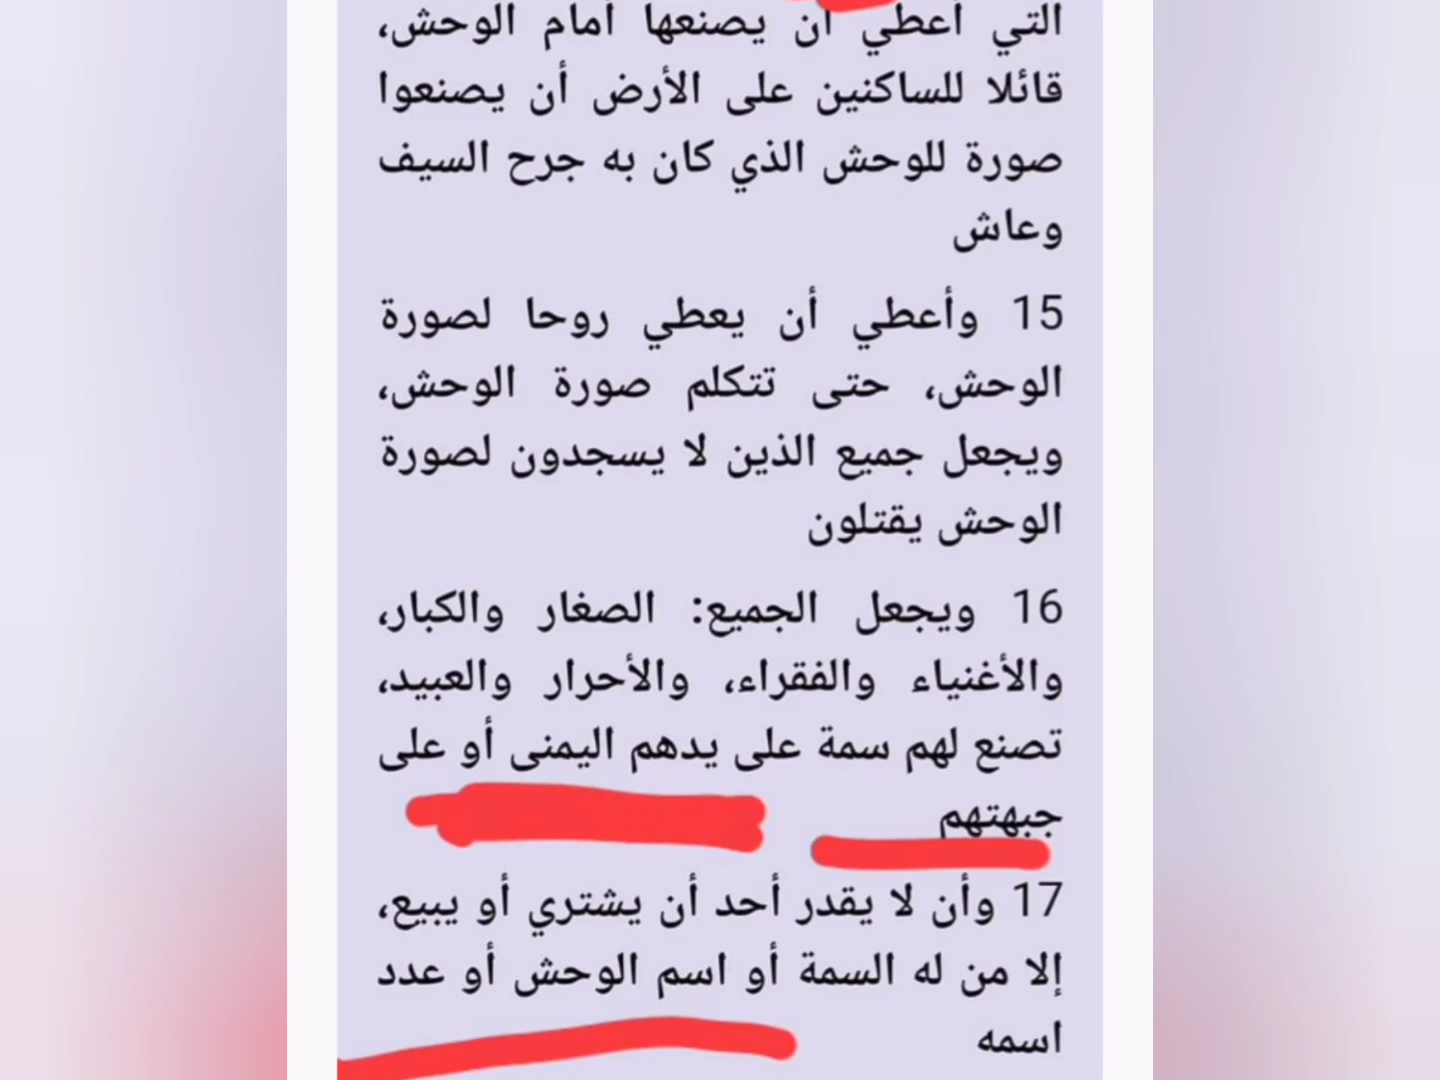 التي أعطي أن يصنعها أمام الوحش،
قائلا للساكنين على الأرض أن يصنعوا
صورة للوحش الذي كان به جرح السيف
وعاش
15 وأعطي أن يعطي روحا لصورة
الوحش، حتى تتكلم صورة الوحش،
ويجعل جميع الذين لا يسجدون لصورة
الوحش يقتلون
16 ويجعل الجميع: الصغار والكبار،
والأغنياء والفقراء، والأحرار والعبيد،
تصنع لهم سمة على يدهم اليمنى أو على
جبهتهم
17 وأن لا يقدر أحد أن يشتري أو يبيع،
إلا من له السمة أو اسم الوحش أو عدد
اسمه